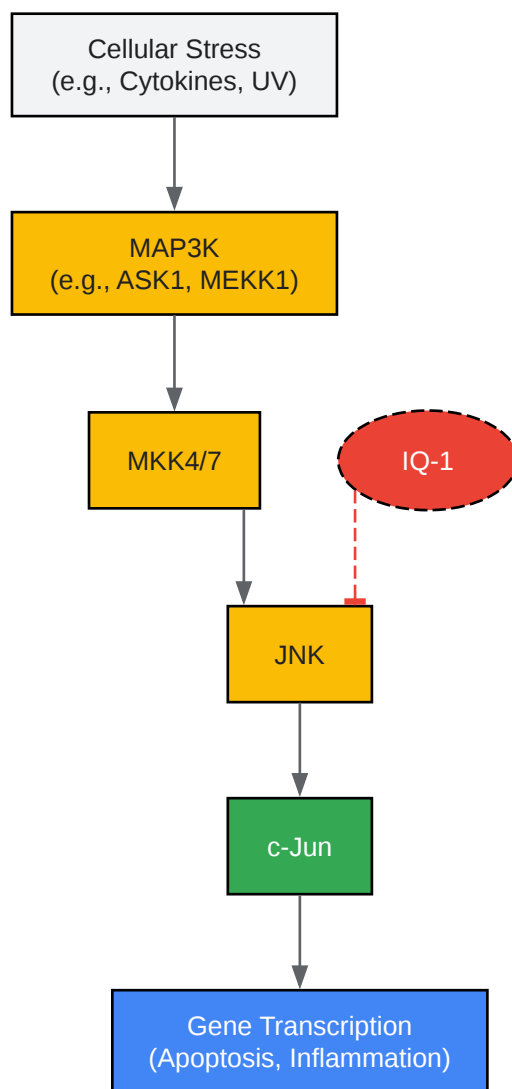 Cellular Stress
(e.g., Cytokines, UV)
MAP3K
(e.g., ASK1, MEKK1)
MKK4/7
IQ-1
JNK
c-Jun
Gene Transcription
(Apoptosis, Inflammation)